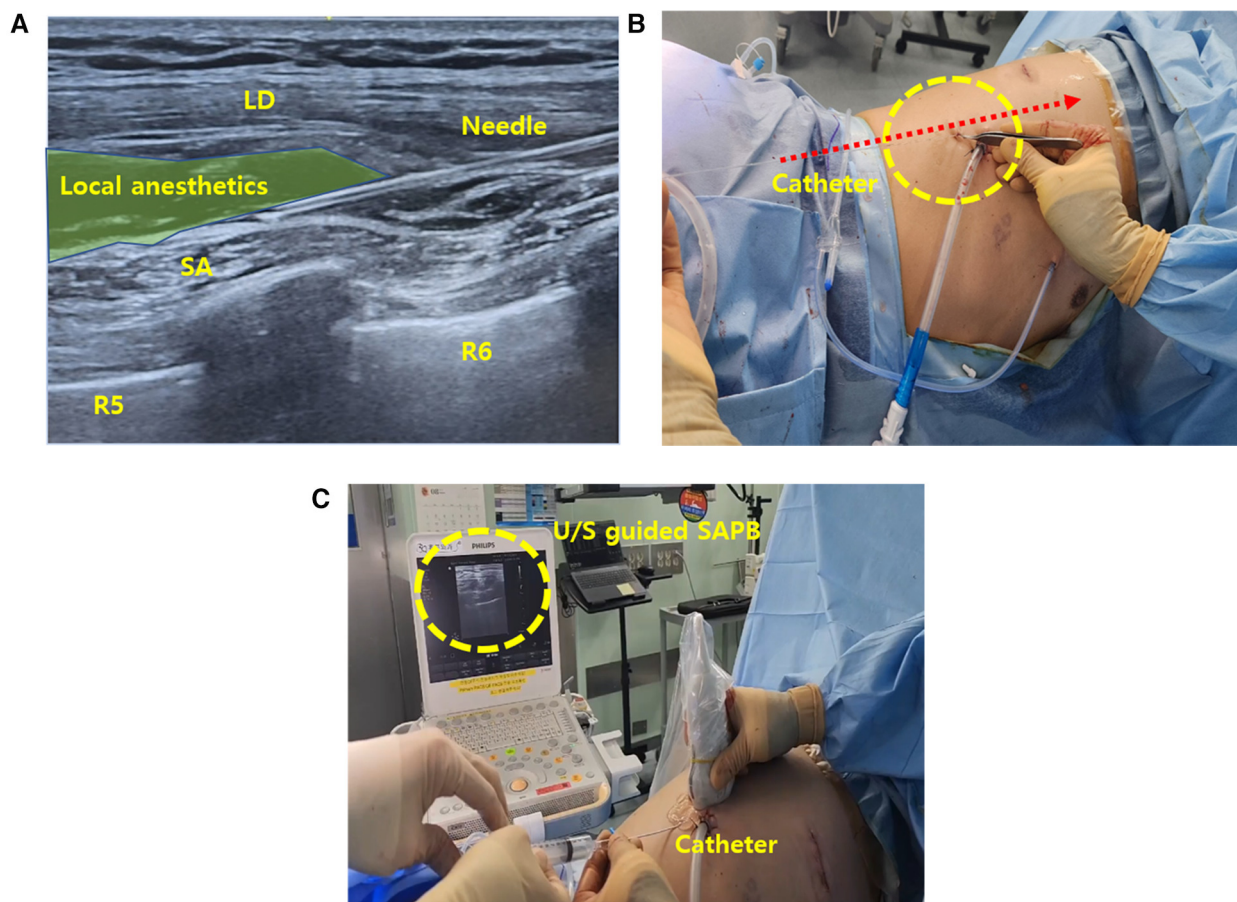 A
LD
Needle
Local anesthetics
SA
R6
R5
B
Catheter
C
U/S guided SAPB
PHILIPS
Catheter